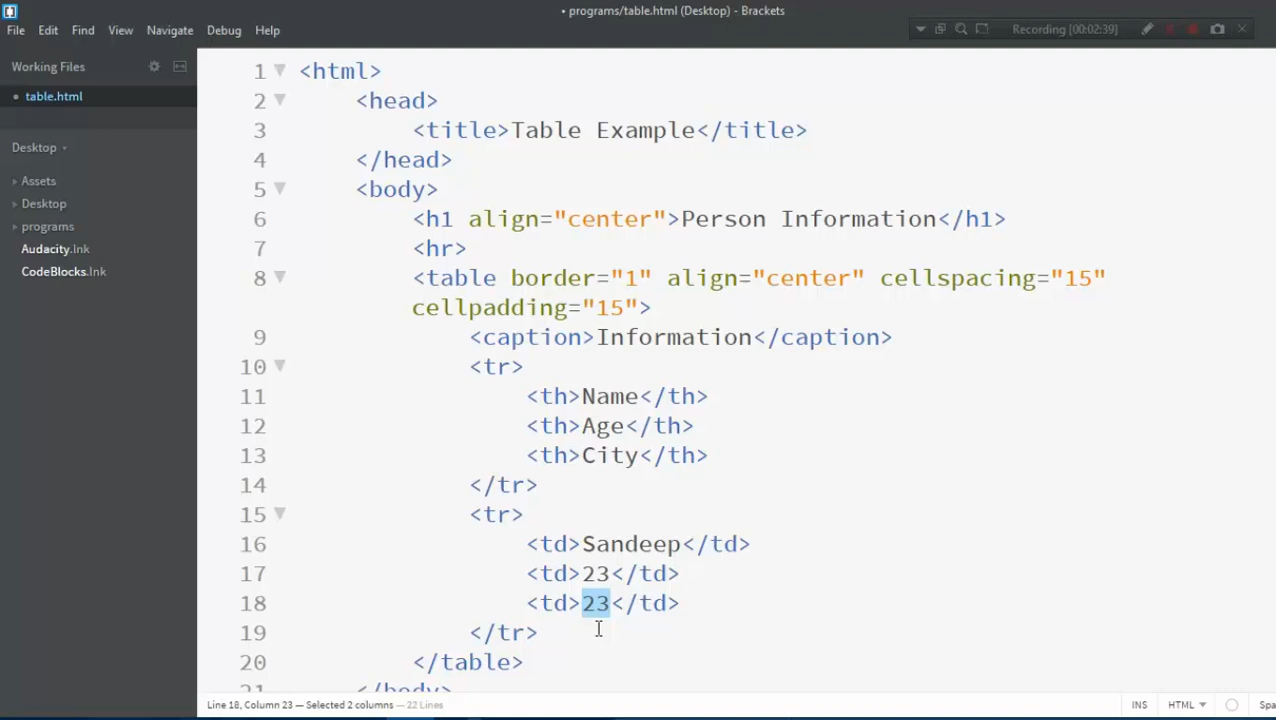 • programs/table.html (Desktop) - Brackets
File Edit Find View Navigate Debug Help
Recording [00:02:39]
Working Files
• table.html
Desktop
Assets
Desktop
programs
Audacity.lnk
CodeBlocks.lnk
1 <html>
2 <head>
3 <title>Table Example</title>
4 </head>
5 <body>
6 <h1 align="center">Person Information</h1>
7 <hr>
8 <table border="1" align="center" cellspacing="15"
cellpadding="15">
9 <caption>Information</caption>
10 <tr>
11 <th>Name</th>
12 <th>Age</th>
13 <th>City</th>
14 </tr>
15 <tr>
16 <td>Sandeep</td>
17 <td>23</td>
18 <td>23</td>
19 </tr>
20 </table>
21 </body>
Line 18, Column 23 — Selected 2 columns — 22 Lines
INS HTML Spa